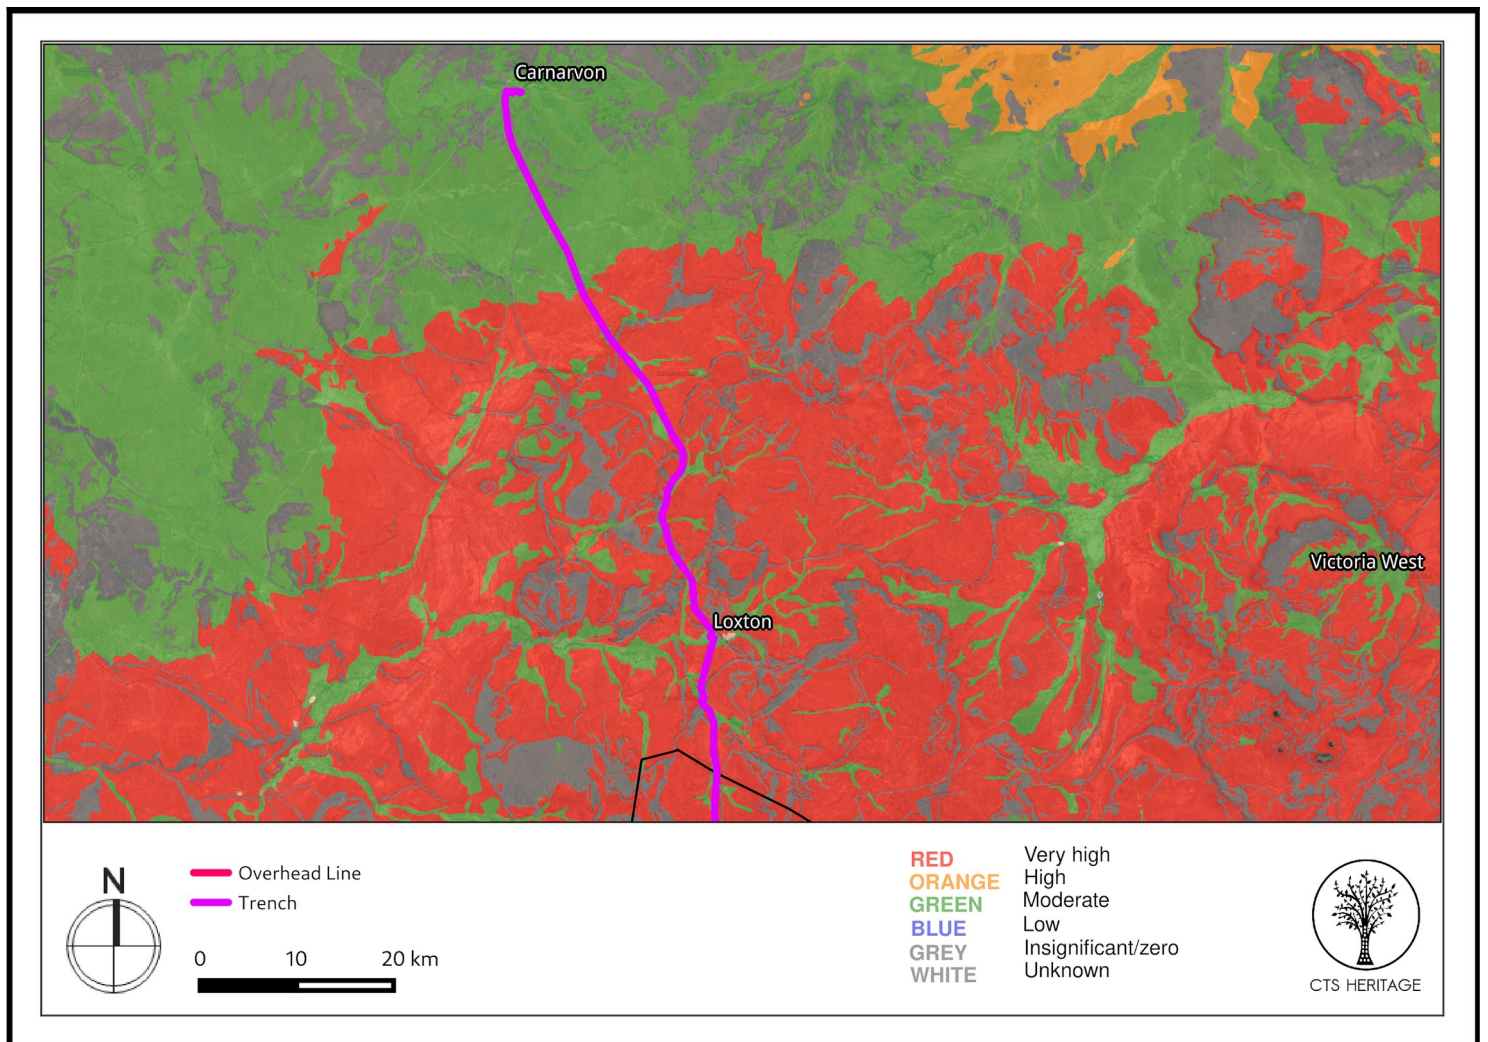 Carnarvon
Victoria West
Loxton
N
Overhead Line
Trench
0 10 20 km
RED Very high
ORANGE High
GREEN Moderate
BLUE Low
GREY Insignificant/zero
WHITE Unknown
CTS HERITAGE